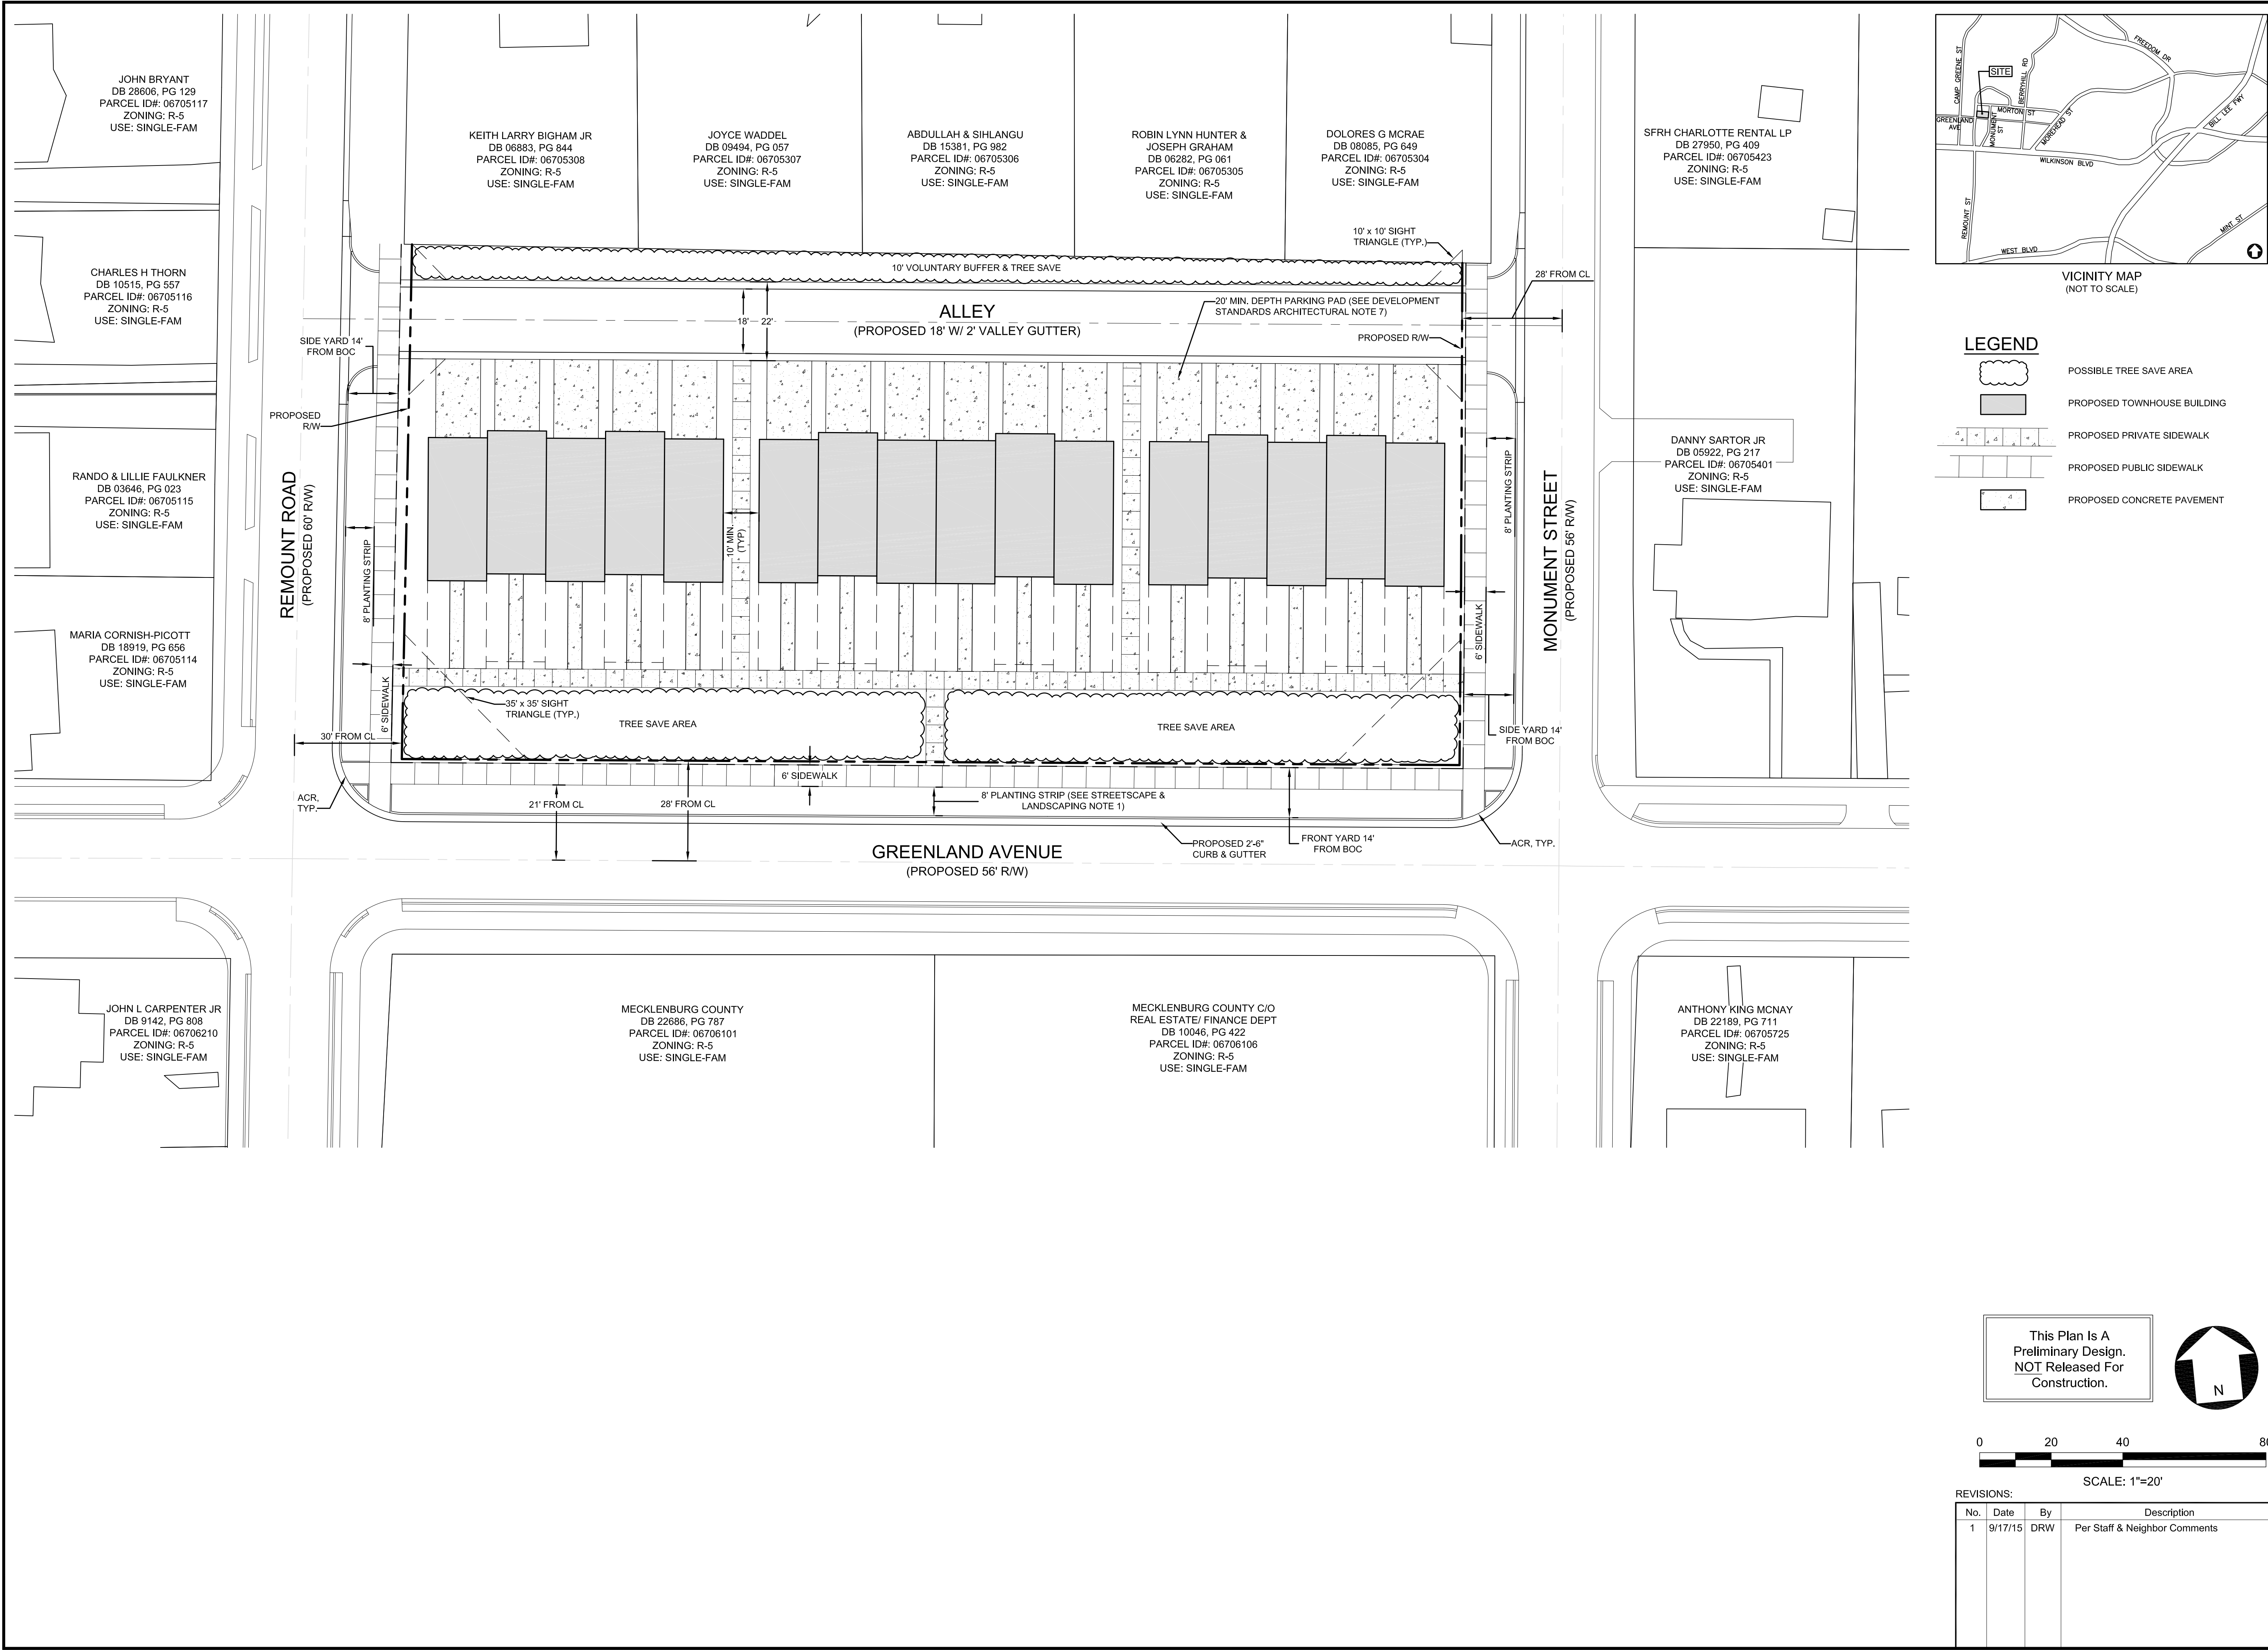 JOHN BRYANT
DB 28606, PG 129
PARCEL ID#: 06705117
ZONING: R-5
USE: SINGLE-FAM
CHARLES H THORN
DB 10515, PG 557
PARCEL ID#: 06705116
ZONING: R-5
USE: SINGLE-FAM
RANDO & LILLIE FAULKNER
DB 03646, PG 023
PARCEL ID#: 06705115
ZONING: R-5
USE: SINGLE-FAM
MARIA CORNISH-PICOTT
DB 18919, PG 656
PARCEL ID#: 06705114
ZONING: R-5
USE: SINGLE-FAM
KEITH LARRY BIGHAM JR
DB 06883, PG 844
PARCEL ID#: 06705308
ZONING: R-5
USE: SINGLE-FAM
JOYCE WADDEL
DB 09494, PG 057
PARCEL ID#: 06705307
ZONING: R-5
USE: SINGLE-FAM
ABDULLAH & SIHLANGU
DB 15381, PG 982
PARCEL ID#: 06705306
ZONING: R-5
USE: SINGLE-FAM
ROBIN LYNN HUNTER &
JOSEPH GRAHAM
DB 06282, PG 061
PARCEL ID#: 06705305
ZONING: R-5
USE: SINGLE-FAM
DOLORES G MCRAE
DB 08085, PG 649
PARCEL ID#: 06705304
ZONING: R-5
USE: SINGLE-FAM
SFRH CHARLOTTE RENTAL LP
DB 27950, PG 409
PARCEL ID#: 06705423
ZONING: R-5
USE: SINGLE-FAM
10' x 10' SIGHT
TRIANGLE (TYP.)
10' VOLUNTARY BUFFER & TREE SAVE
28' FROM CL
18'
22'
ALLEY
(PROPOSED 18' W/ 2' VALLEY GUTTER)
20' MIN. DEPTH PARKING PAD (SEE DEVELOPMENT
STANDARDS ARCHITECTURAL NOTE 7)
PROPOSED R/W
SIDE YARD 14'
FROM BOC
PROPOSED
R/W
REMOUNT ROAD
(PROPOSED 60' R/W)
8' PLANTING STRIP
6' SIDEWALK
10' MIN.
(TYP)
8' PLANTING STRIP
6' SIDEWALK
MONUMENT STREET
(PROPOSED 56' R/W)
DANNY SARTOR JR
DB 05922, PG 217
PARCEL ID#: 06705401
ZONING: R-5
USE: SINGLE-FAM
35' x 35' SIGHT
TRIANGLE (TYP.)
TREE SAVE AREA
TREE SAVE AREA
30' FROM CL
SIDE YARD 14'
FROM BOC
6' SIDEWALK
ACR,
TYP.
21' FROM CL
28' FROM CL
8' PLANTING STRIP (SEE STREETSCAPE &
LANDSCAPING NOTE 1)
PROPOSED 2'-6"
CURB & GUTTER
FRONT YARD 14'
FROM BOC
ACR, TYP.
GREENLAND AVENUE
(PROPOSED 56' R/W)
JOHN L CARPENTER JR
DB 9142, PG 808
PARCEL ID#: 06706210
ZONING: R-5
USE: SINGLE-FAM
MECKLENBURG COUNTY
DB 22686, PG 787
PARCEL ID#: 06706101
ZONING: R-5
USE: SINGLE-FAM
MECKLENBURG COUNTY C/O
REAL ESTATE/ FINANCE DEPT
DB 10046, PG 422
PARCEL ID#: 06706106
ZONING: R-5
USE: SINGLE-FAM
ANTHONY KING MCNAY
DB 22189, PG 711
PARCEL ID#: 06705725
ZONING: R-5
USE: SINGLE-FAM
CAMP GREENE ST
SITE
BERRYHILL RD
FREEDOM DR
MORTON ST
GREENLAND
AVE
MONUMENT
ST
MOREHEAD ST
BILL LEE FWY
WILKINSON BLVD
REMOUNT ST
WEST BLVD
MINT ST
VICINITY MAP
(NOT TO SCALE)
LEGEND
POSSIBLE TREE SAVE AREA
PROPOSED TOWNHOUSE BUILDING
PROPOSED PRIVATE SIDEWALK
PROPOSED PUBLIC SIDEWALK
PROPOSED CONCRETE PAVEMENT
This Plan Is A
Preliminary Design.
NOT Released For
Construction.
N
0 20 40 80
SCALE: 1"=20'
REVISIONS:
No. Date By Description
1 9/17/15 DRW Per Staff & Neighbor Comments